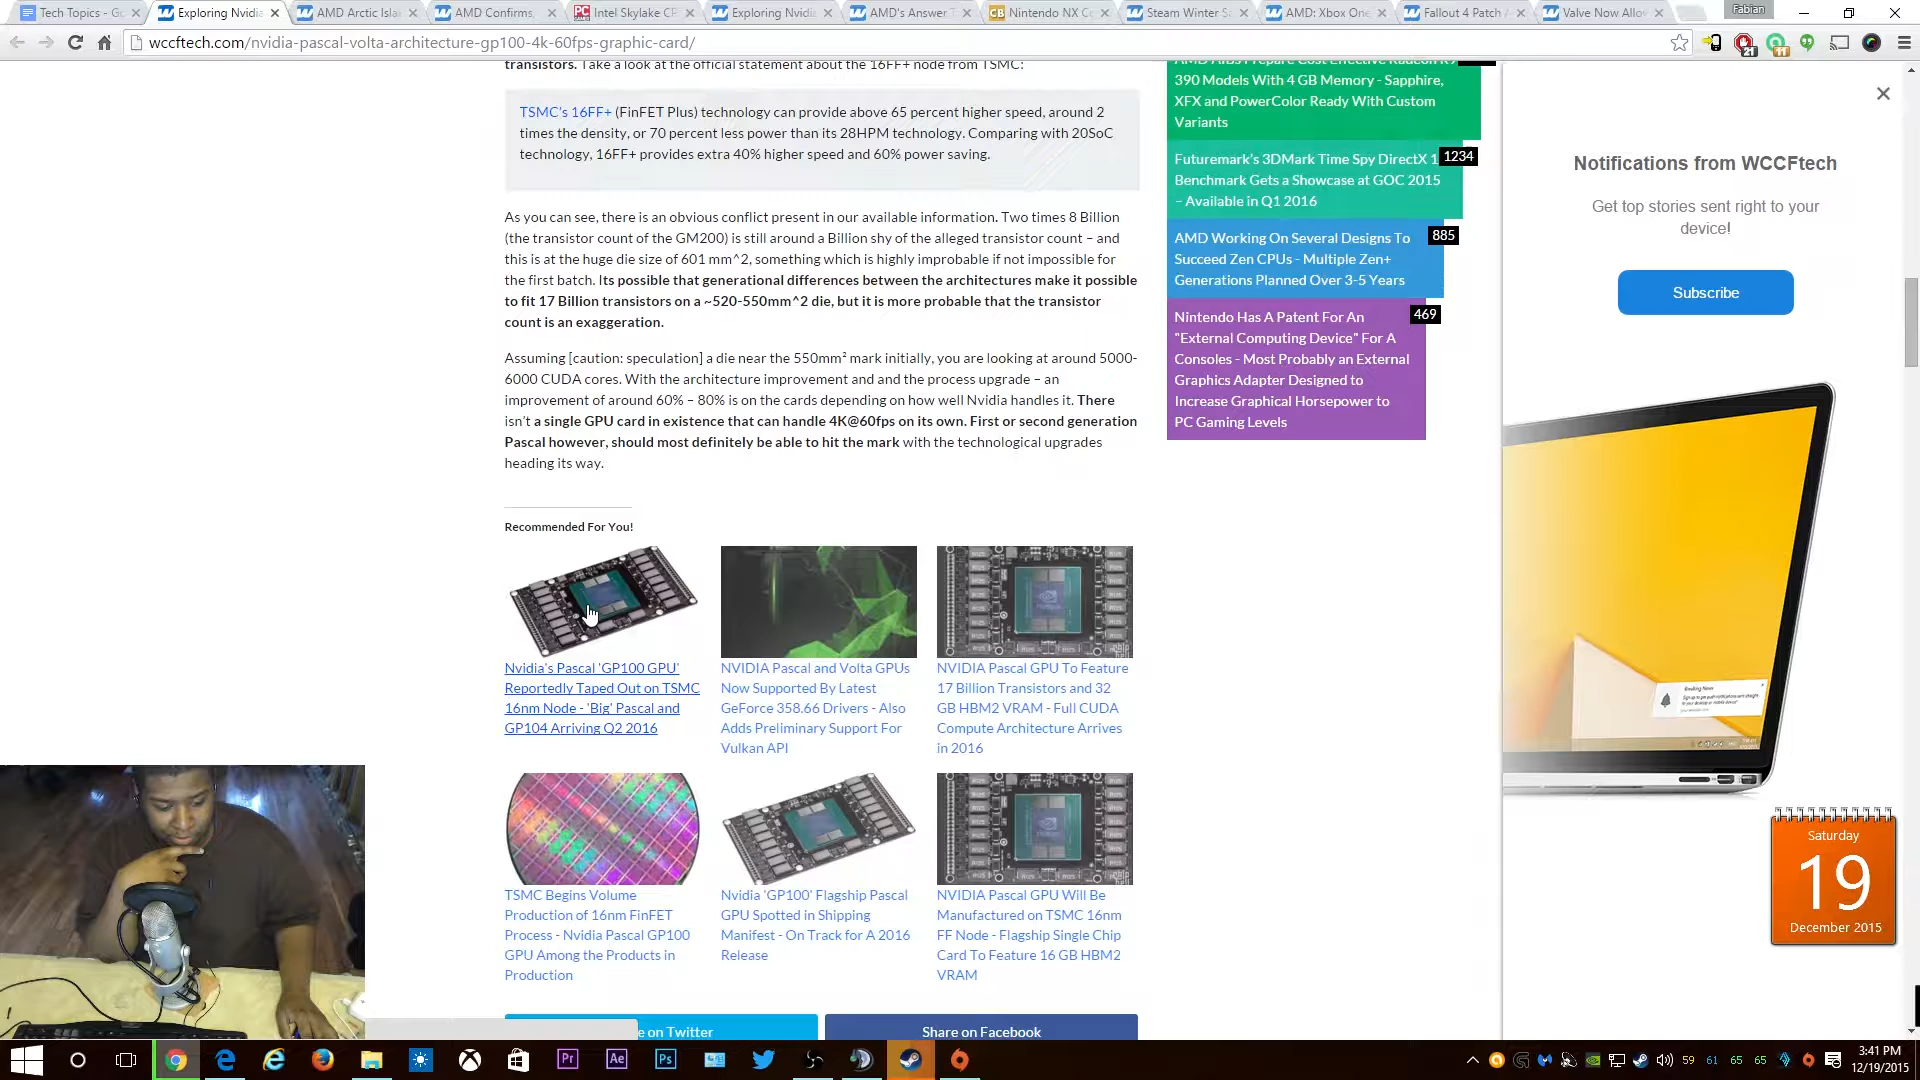 Tech Topics - G
Exploring Nvidia
AMD Arctic Isla
AMD Confirms
Intel Skylake CP
Exploring Nvidia
AMD's Answer T
Nintendo NX C
Steam Winter S
AMD: Xbox One
Fallout 4 Patch
Valve Now Allo
Fabian
wccftech.com/nvidia-pascal-volta-architecture-gp100-4k-60fps-graphic-card/
21
11
transistors. Take a look at the official statement about the 16FF+ node from TSMC:
TSMC's 16FF+ (FinFET Plus) technology can provide above 65 percent higher speed, around 2
times the density, or 70 percent less power than its 28HPM technology. Comparing with 20SoC
technology, 16FF+ provides extra 40% higher speed and 60% power saving.
As you can see, there is an obvious conflict present in our available information. Two times 8 Billion
(the transistor count of the GM200) is still around a Billion shy of the alleged transistor count – and
this is at the huge die size of 601 mm^2, something which is highly improbable if not impossible for
the first batch. Its possible that generational differences between the architectures make it possible
to fit 17 Billion transistors on a ~520-550mm^2 die, but it is more probable that the transistor
count is an exaggeration.
Assuming [caution: speculation] a die near the 550mm² mark initially, you are looking at around 5000-
6000 CUDA cores. With the architecture improvement and and the process upgrade – an
improvement of around 60% – 80% is on the cards depending on how well Nvidia handles it. There
isn't a single GPU card in existence that can handle 4K@60fps on its own. First or second generation
Pascal however, should most definitely be able to hit the mark with the technological upgrades
heading its way.
Recommended For You!
Nvidia's Pascal 'GP100 GPU'
Reportedly Taped Out on TSMC
16nm Node - 'Big' Pascal and
GP104 Arriving Q2 2016
NVIDIA Pascal and Volta GPUs
Now Supported By Latest
GeForce 358.66 Drivers - Also
Adds Preliminary Support For
Vulkan API
NVIDIA Pascal GPU To Feature
17 Billion Transistors and 32
GB HBM2 VRAM - Full CUDA
Compute Architecture Arrives
in 2016
TSMC Begins Volume
Production of 16nm FinFET
Process - Nvidia Pascal GP100
GPU Among the Products in
Production
Nvidia 'GP100' Flagship Pascal
GPU Spotted in Shipping
Manifest - On Track for A 2016
Release
NVIDIA Pascal GPU Will Be
Manufactured on TSMC 16nm
FF Node - Flagship Single Chip
Card To Feature 16 GB HBM2
VRAM
e on Twitter
Share on Facebook
AMD AIBs Prepare Cost Effective Radeon R9
390 Models With 4 GB Memory - Sapphire,
XFX and PowerColor Ready With Custom
Variants
Futuremark's 3DMark Time Spy DirectX 1
Benchmark Gets a Showcase at GOC 2015
– Available in Q1 2016
1234
AMD Working On Several Designs To
Succeed Zen CPUs - Multiple Zen+
Generations Planned Over 3-5 Years
885
Nintendo Has A Patent For An
"External Computing Device" For A
Consoles - Most Probably an External
Graphics Adapter Designed to
Increase Graphical Horsepower to
PC Gaming Levels
469
Notifications from WCCFtech
Get top stories sent right to your
device!
Subscribe
Breaking News
Saturday
19
December 2015
Pr
Ae
Ps
59
61
65
65
3:41 PM
12/19/2015